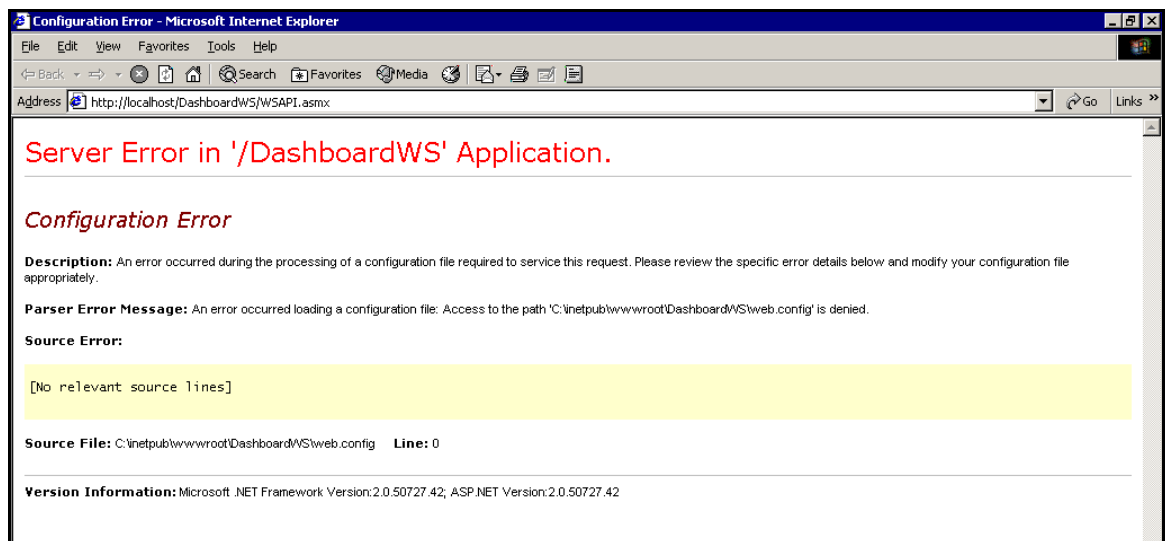 Configuration Error - Microsoft Internet Explorer
File Edit View Favorites Tools Help
Back Search Favorites Media
Address http://localhost/DashboardWS/WSAPI.asmx Go Links »
Server Error in '/DashboardWS' Application.
Configuration Error
Description: An error occurred during the processing of a configuration file required to service this request. Please review the specific error details below and modify your configuration file
appropriately.
Parser Error Message: An error occurred loading a configuration file: Access to the path 'C:\inetpub\wwwroot\DashboardWS\web.config' is denied.
Source Error:
[No relevant source lines]
Source File: C:\inetpub\wwwroot\DashboardWS\web.config Line: 0
Version Information: Microsoft .NET Framework Version:2.0.50727.42; ASP.NET Version:2.0.50727.42